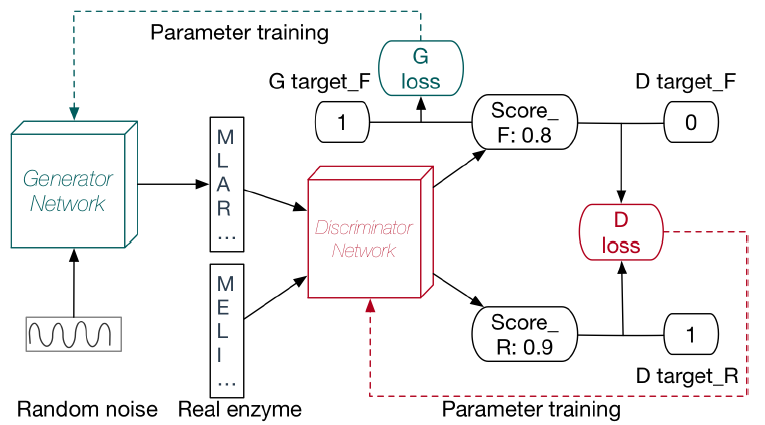 Parameter training
G
loss
G target_F
D target_F
1
Score_
F: 0.8
0
Generator
Network
M
L
A
R
...
Discriminator
Network
D
loss
M
E
L
I
...
Score_
R: 0.9
1
D target_R
Random noise
Real enzyme
Parameter training